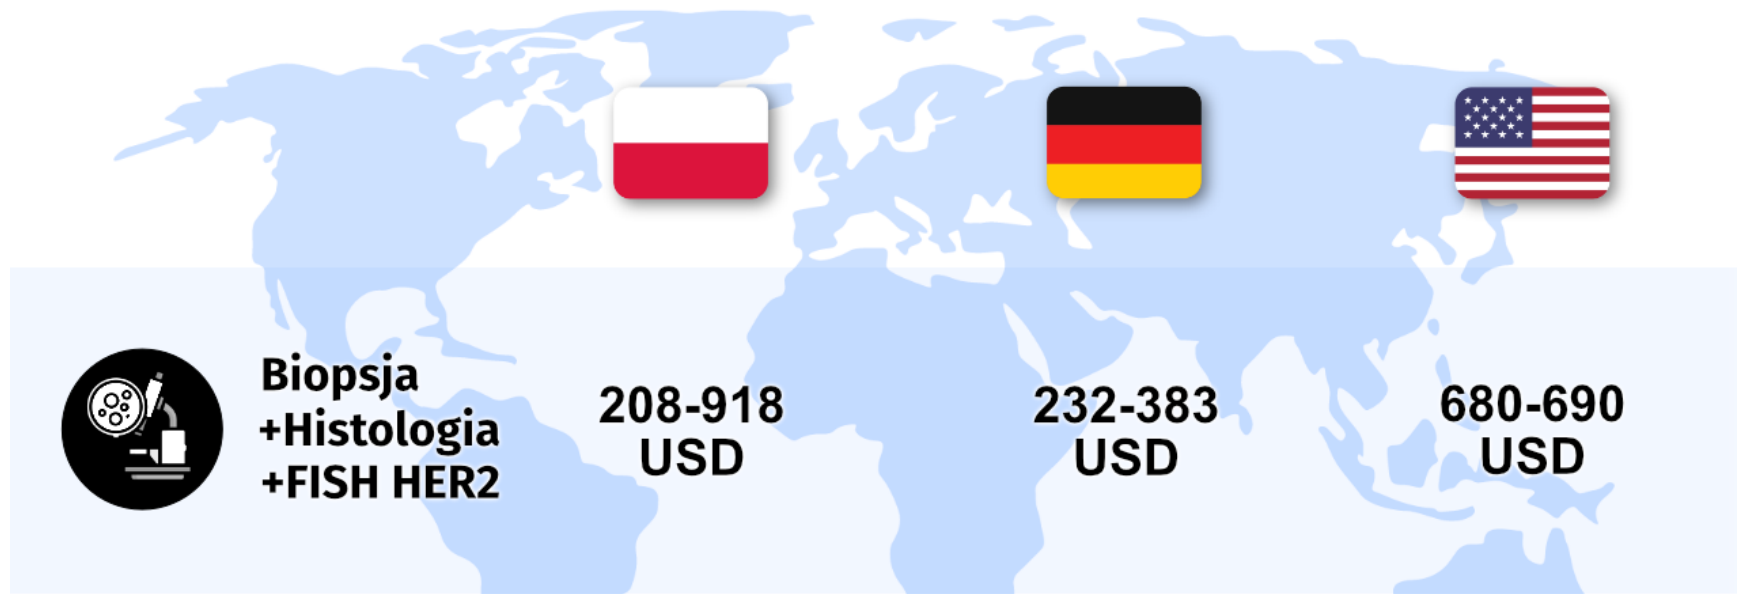 Biopsja
+Histologia
+FISH HER2
208-918
USD
232-383
USD
680-690
USD